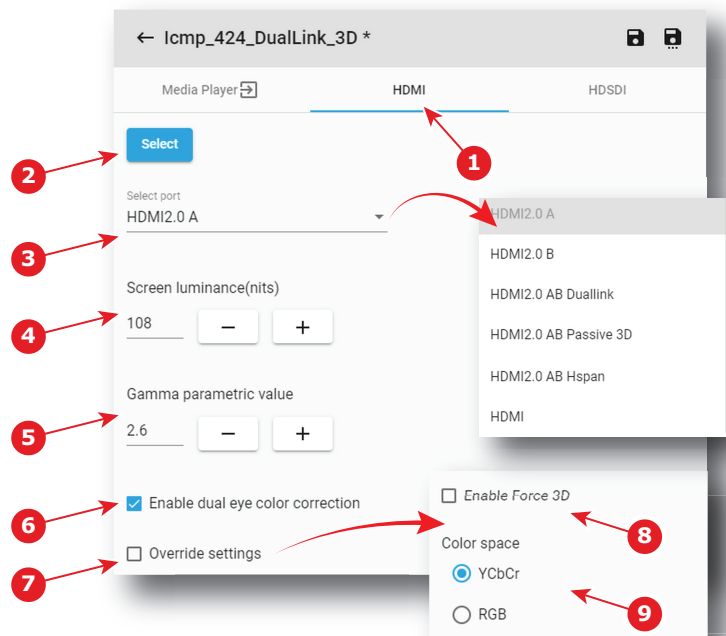 Icmp_424_DualLink_3D *
Media Player
HDMI
HDSDI
1
Select
2
Select port
HDMI2.0 A
3
HDMI2.0 A
HDMI2.0 B
HDMI2.0 AB Duallink
HDMI2.0 AB Passive 3D
HDMI2.0 AB Hspan
HDMI
Screen luminance(nits)
108
−
+
4
Gamma parametric value
2.6
−
+
5
Enable dual eye color correction
6
Override settings
7
Enable Force 3D
8
Color space
YCbCr
RGB
9